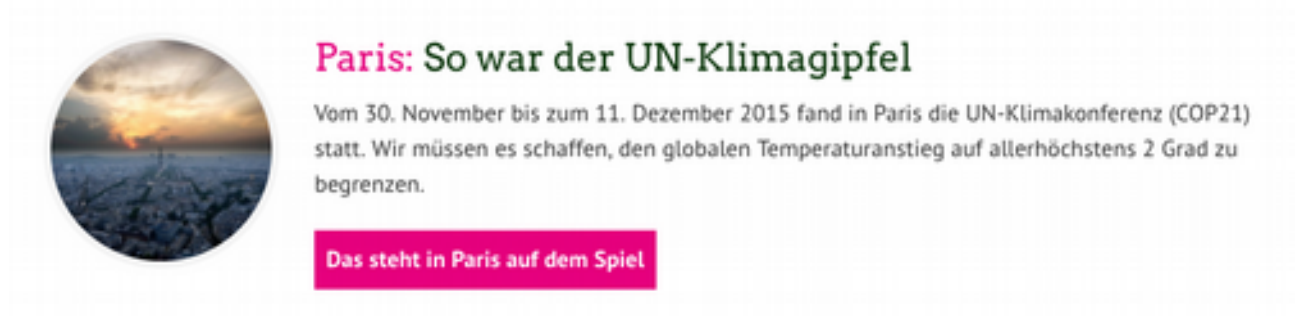 Paris: So war der UN-Klimagipfel
Vom 30. November bis zum 11. Dezember 2015 fand in Paris die UN-Klimakonferenz (COP21)
statt. Wir müssen es schaffen, den globalen Temperaturanstieg auf allerhöchstens 2 Grad zu
begrenzen.
Das steht in Paris auf dem Spiel